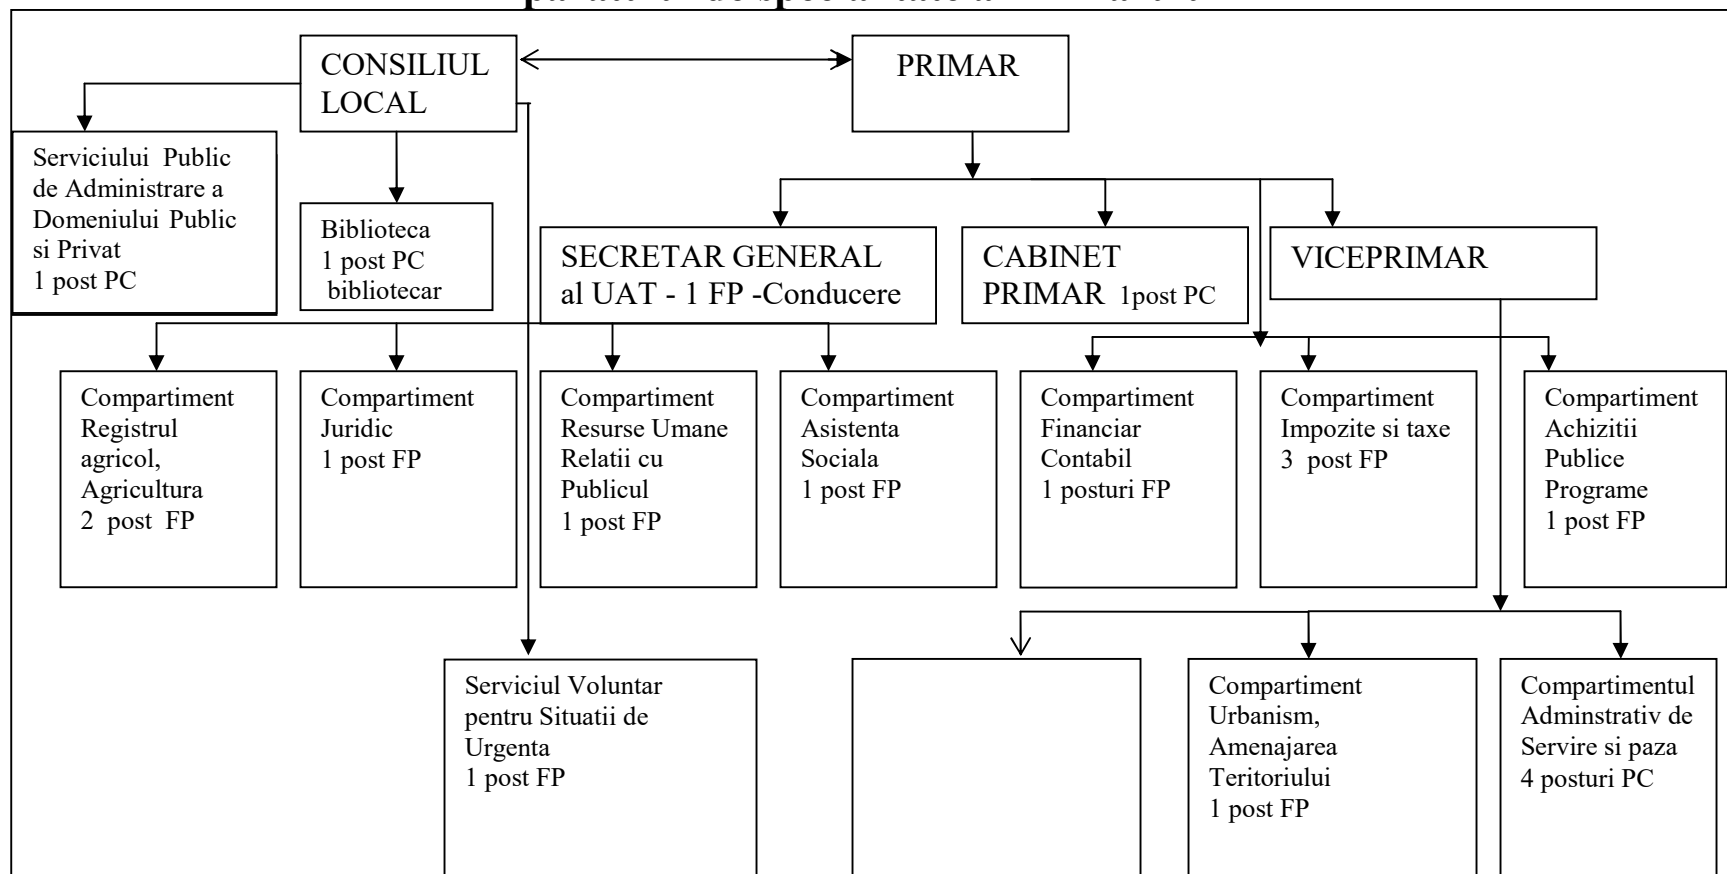 CONSILIUL
LOCAL
PRIMAR
Serviciului Public
de Administrare a
Domeniului Public
si Privat
1 post PC
Biblioteca
1 post PC
bibliotecar
SECRETAR GENERAL
al UAT - 1 FP -Conducere
CABINET
PRIMAR 1post PC
VICEPRIMAR
Compartiment
Registrul
agricol,
Agricultura
2 post FP
Compartiment
Juridic
1 post FP
Compartiment
Resurse Umane
Relatii cu
Publicul
1 post FP
Compartiment
Asistenta
Sociala
1 post FP
Compartiment
Financiar
Contabil
1 posturi FP
Compartiment
Impozite si taxe
3 post FP
Compartiment
Achizitii
Publice
Programe
1 post FP
Serviciul Voluntar
pentru Situatii de
Urgenta
1 post FP
Compartiment
Urbanism,
Amenajarea
Teritoriului
1 post FP
Compartimentul
Adminstrativ de
Servire si paza
4 posturi PC